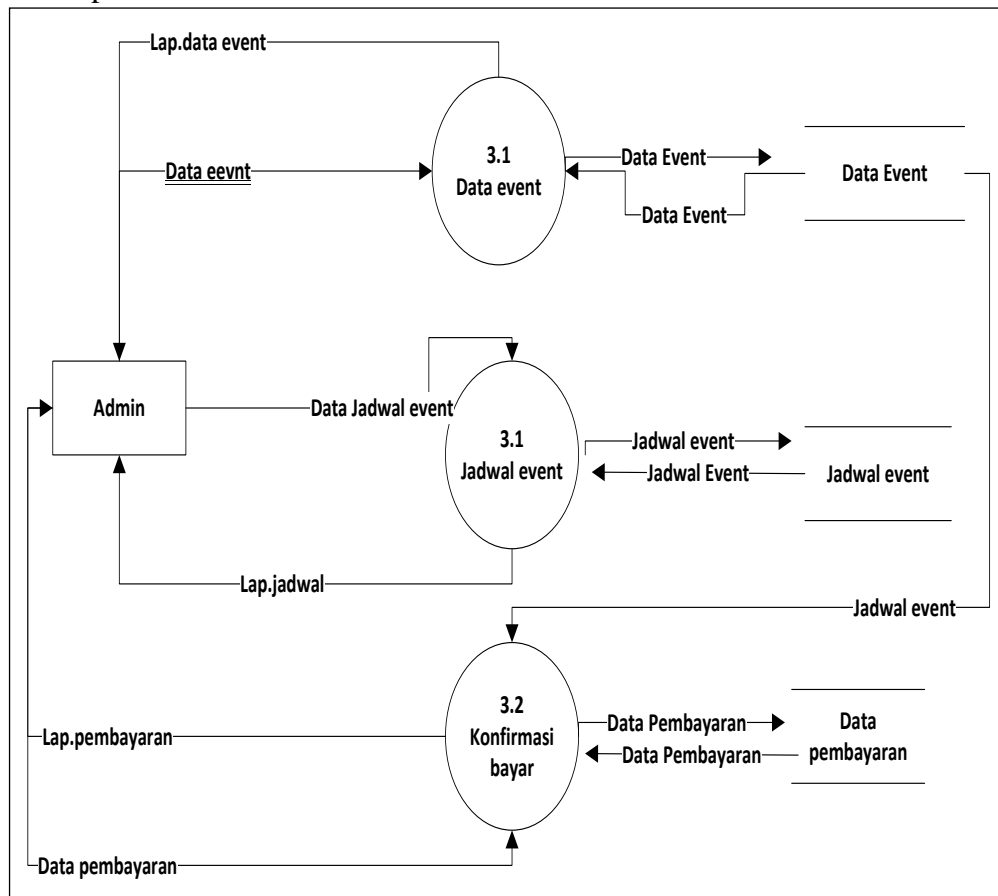 Lap.data event
3.1
Data event
Data eevnt
Data Event
Data Event
Data Event
Admin
Data Jadwal event
3.1
Jadwal event
Jadwal event
Jadwal Event
Jadwal event
Lap.jadwal
Jadwal event
3.2
Konfirmasi
bayar
Data Pembayaran
Data Pembayaran
Data
pembayaran
Lap.pembayaran
Data pembayaran